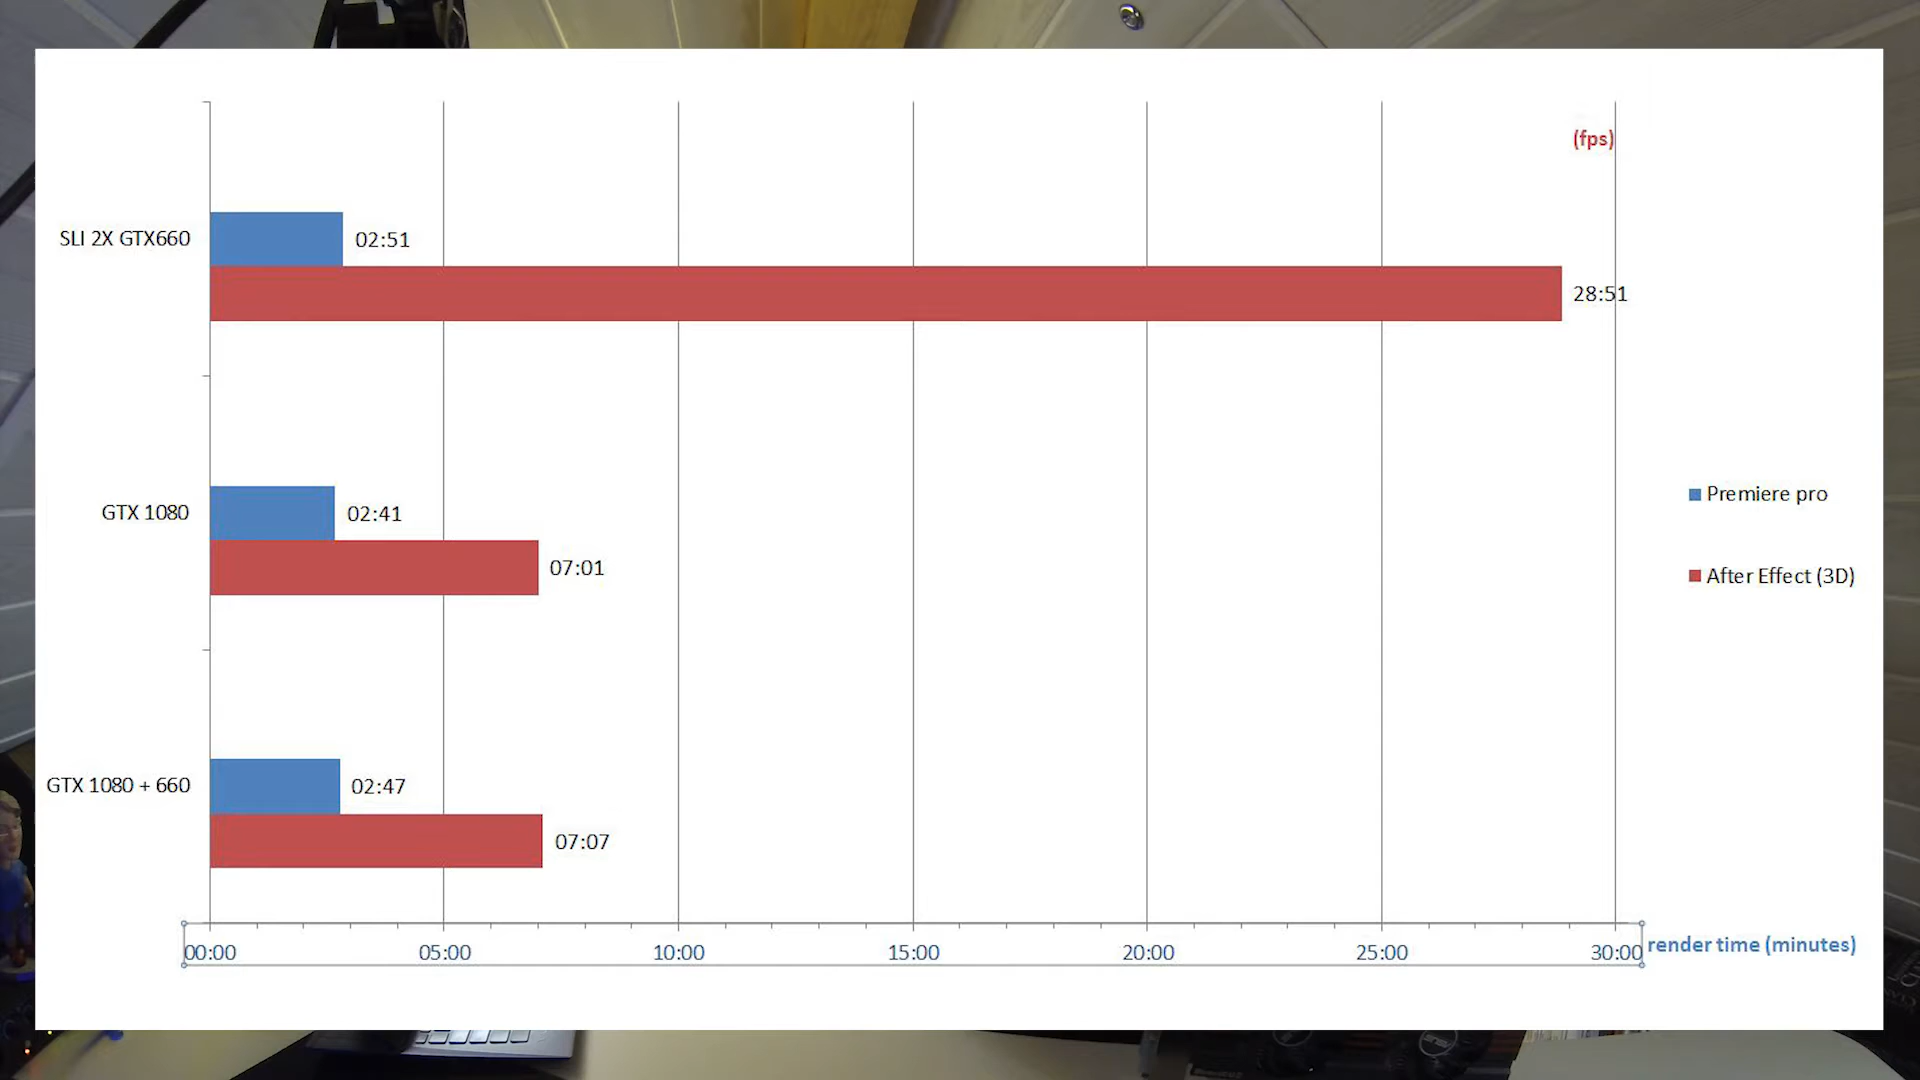 (fps)
SLI 2X GTX660
02:51
28:51
GTX 1080
02:41
07:01
Premiere pro
After Effect (3D)
GTX 1080 + 660
02:47
07:07
00:00 05:00 10:00 15:00 20:00 25:00 30:00
render time (minutes)